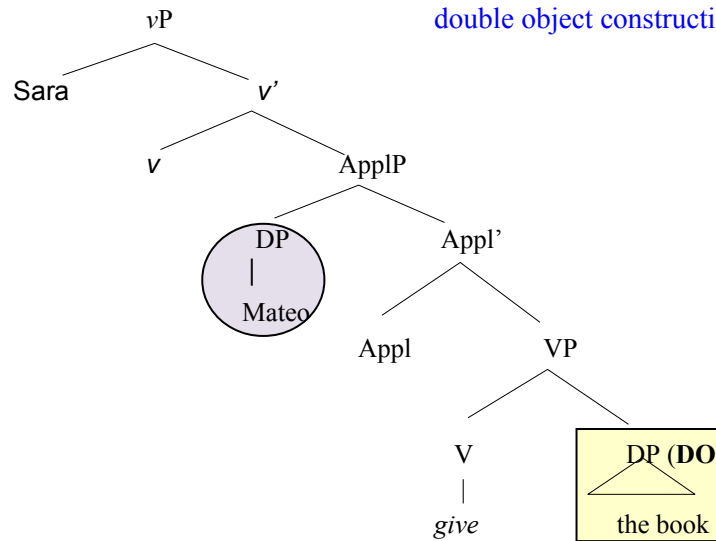 double object constructi
vP
Sara
v’
v
ApplP
DP
Appl’
Mateo
Appl
VP
V
DP (DO
give
the book